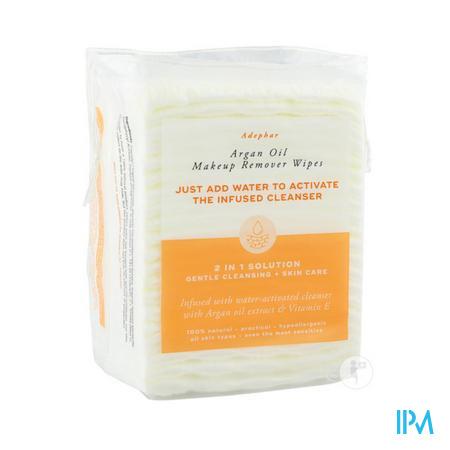 Adephar
Argan Oil
Makeup Remover Wipes
JUST ADD WATER TO ACTIVATE
THE INFUSED CLEANSER
2 IN 1 SOLUTION
GENTLE CLEANSING + SKIN CARE
Infused with water-activated cleanser
with Argan oil extract & Vitamin E
100% natural - practical - hypoallergenic
all skin types - even the most sensitive
IPM